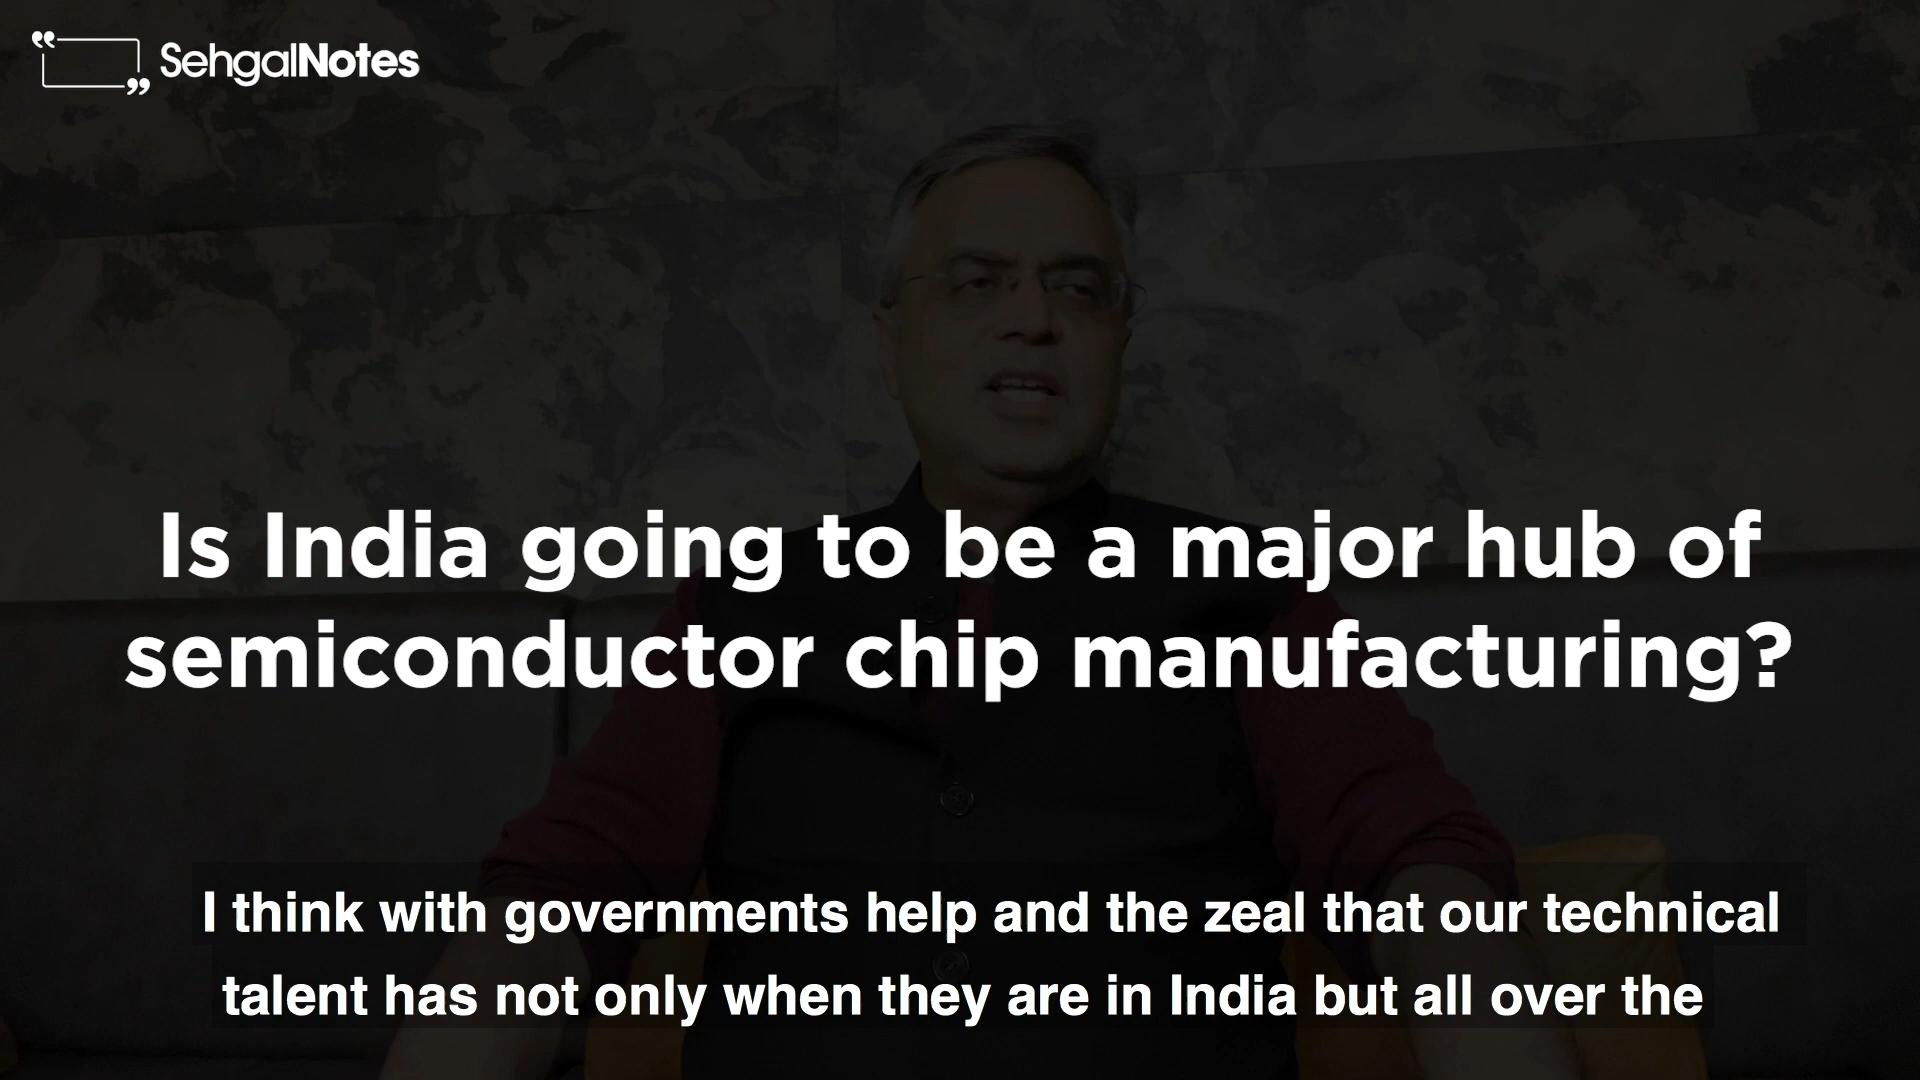 SehgalNotes
Is India going to be a major hub of
semiconductor chip manufacturing?
I think with governments help and the zeal that our technical
talent has not only when they are in India but all over the